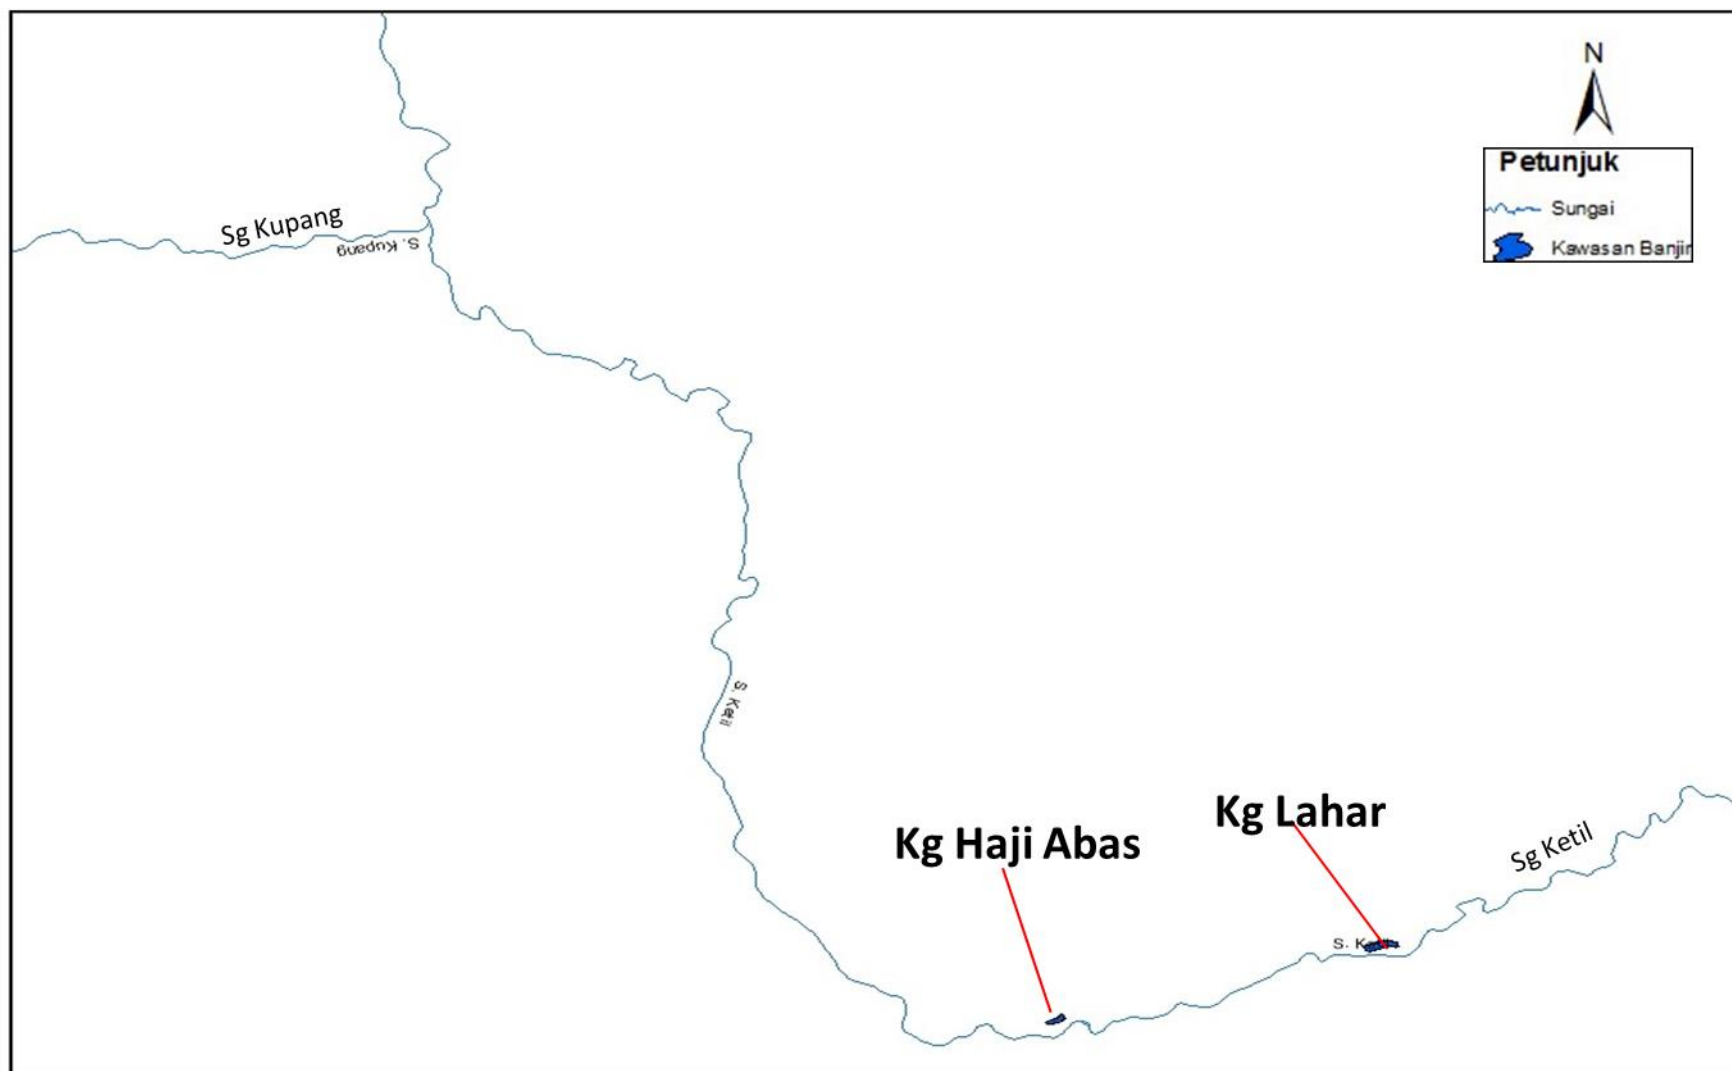 N
Petunjuk
Sungai
Kawasan Banjir
Sg Kupang
S. Kupang
S. Ketil
Kg Lahar
Kg Haji Abas
Sg Ketil
S.